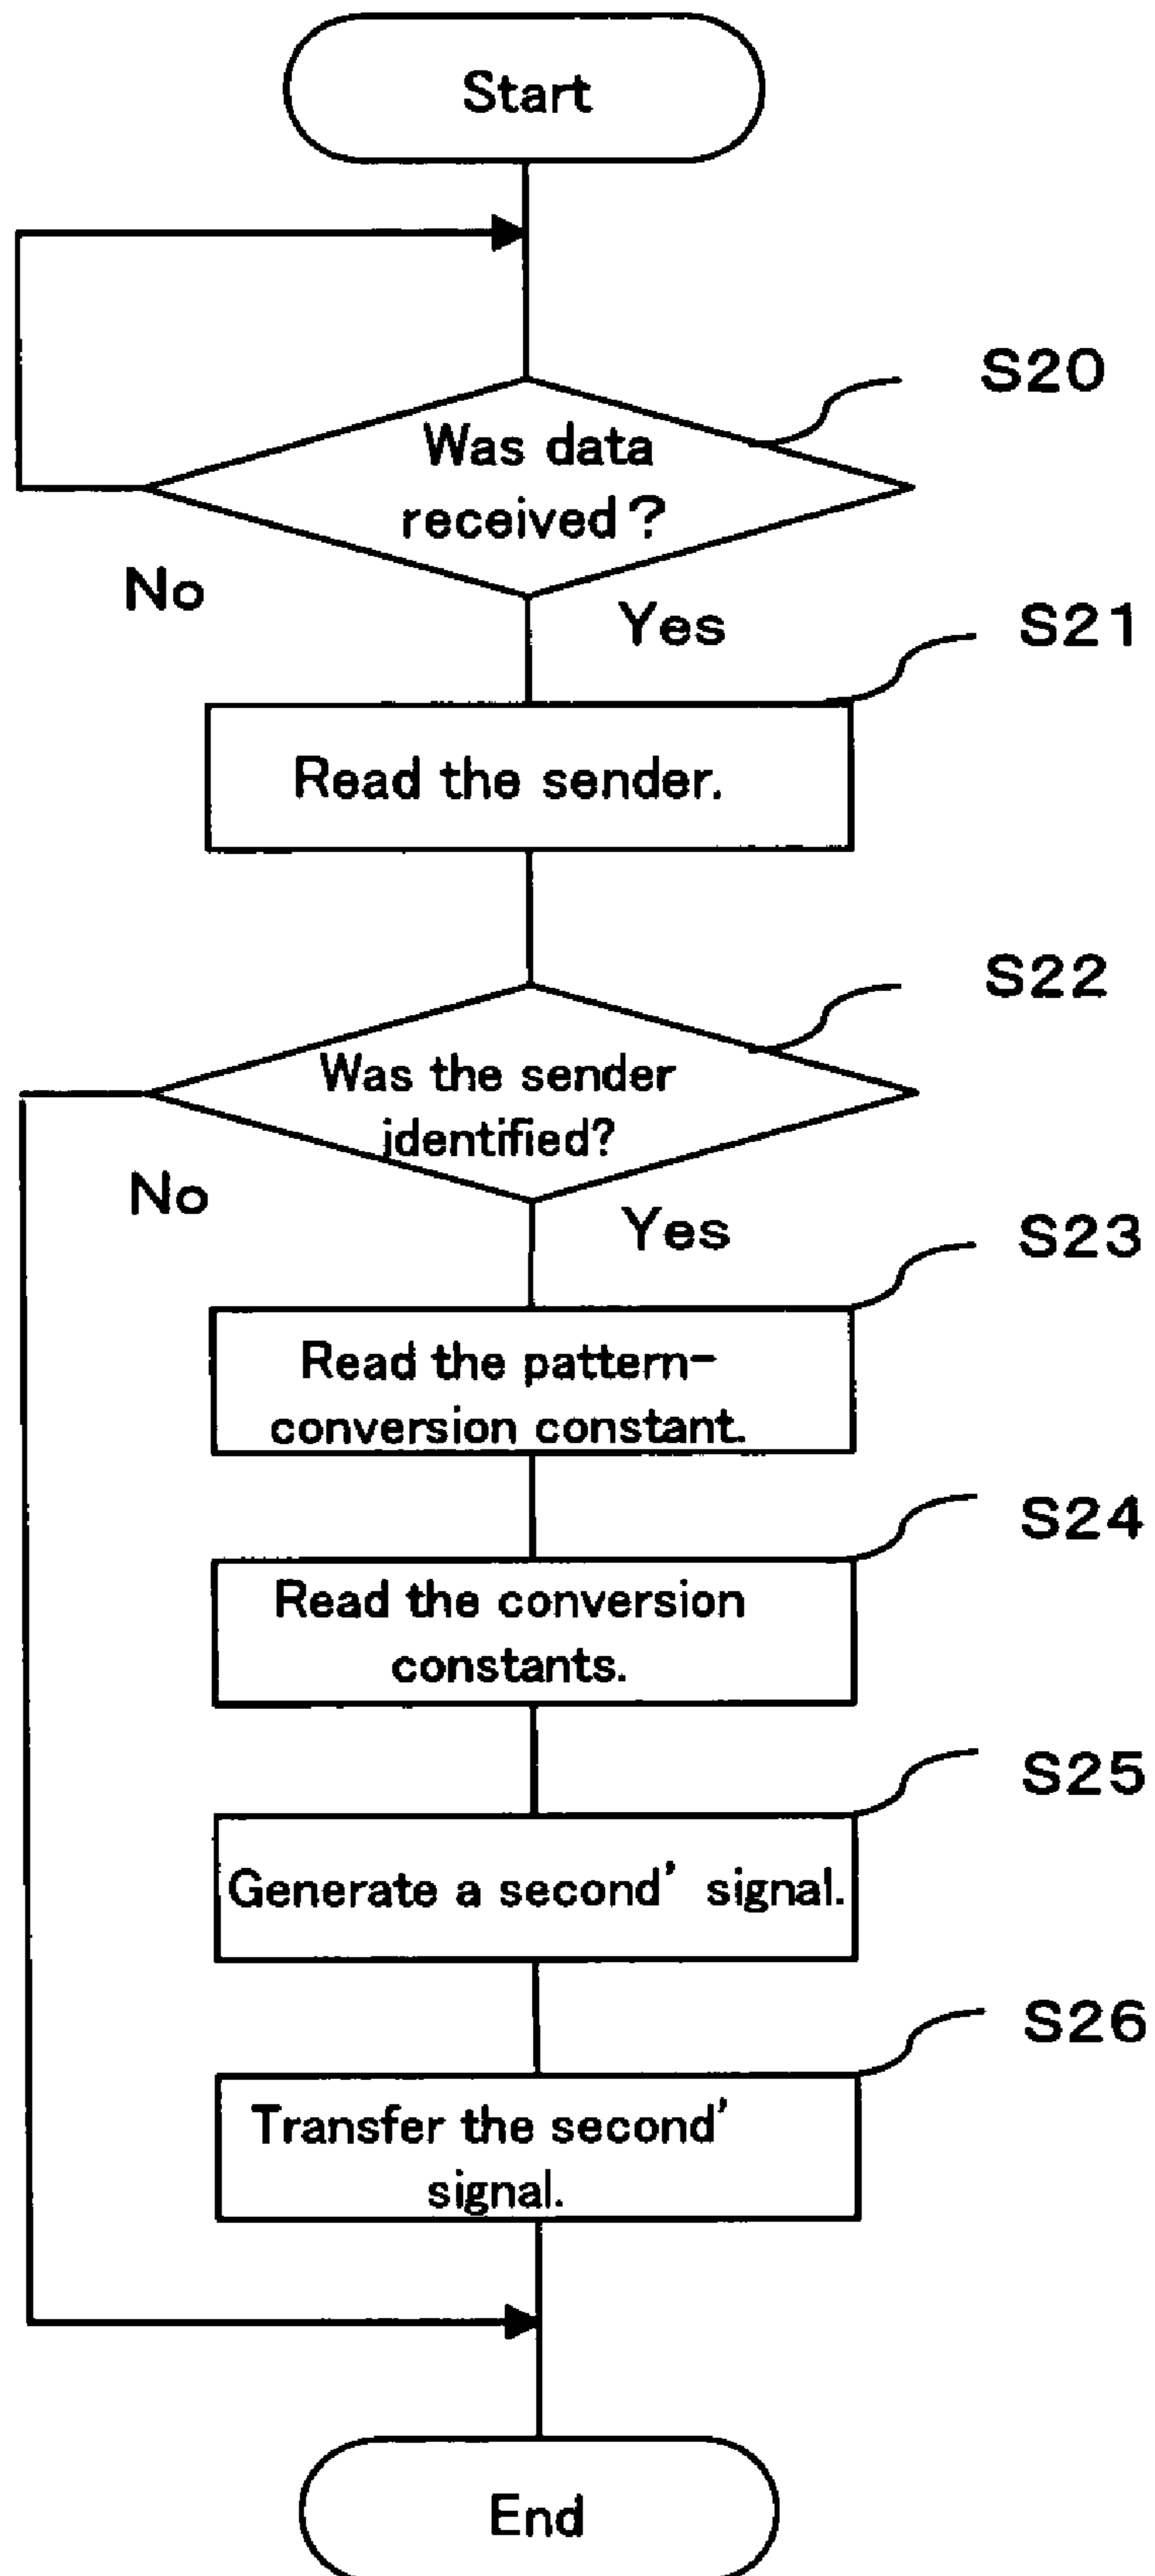 Start
S20
Was data
received?
No
Yes
S21
Read the sender.
S22
Was the sender
identified?
No
Yes
S23
Read the pattern-
conversion constant.
S24
Read the conversion
constants.
S25
Generate a second' signal.
S26
Transfer the second'
signal.
End